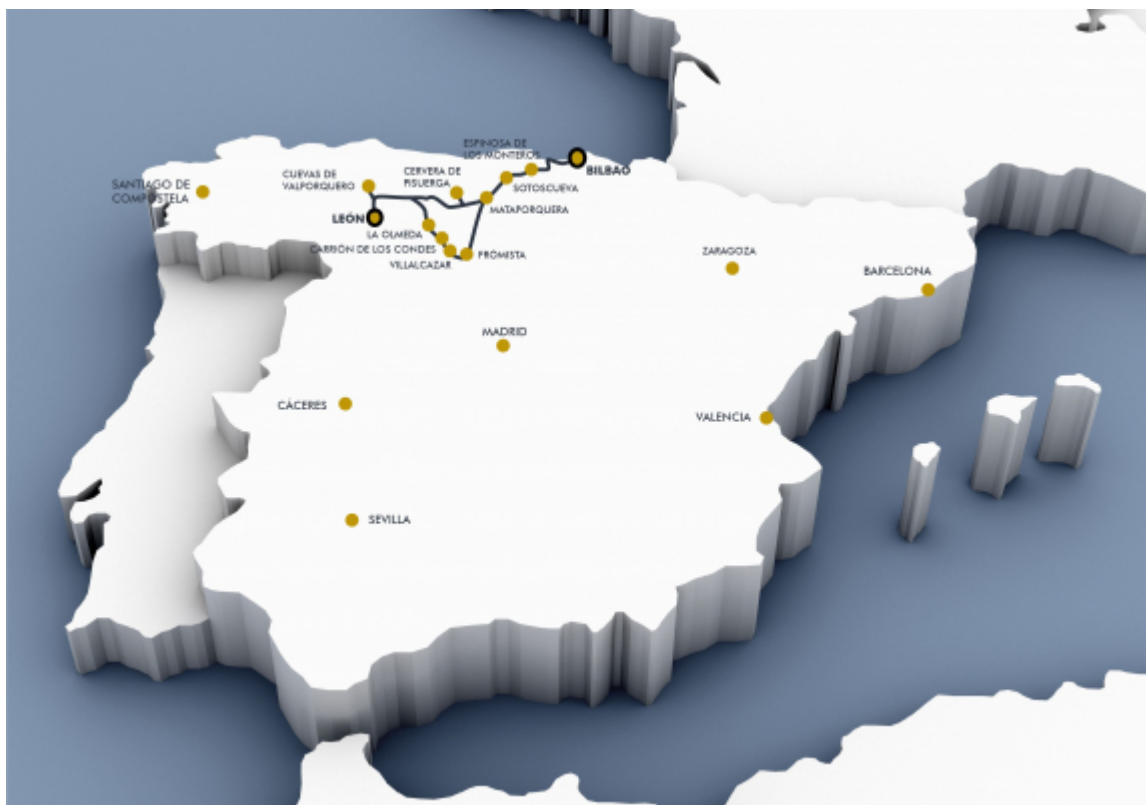 ESPINOSA DE
LOS MONTEROS
BILBAO
CERVERA DE
PISUERGA
CUEVAS DE
VALPORQUERO
SOTOSCUEVA
SANTIAGO DE
COMPOSTELA
MATAPORQUERA
LEÓN
LA OLMEDA
CARRIÓN DE LOS CONDES
FRÓMISTA
VILLALCAZAR
ZARAGOZA
BARCELONA
MADRID
CÁCERES
VALENCIA
SEVILLA